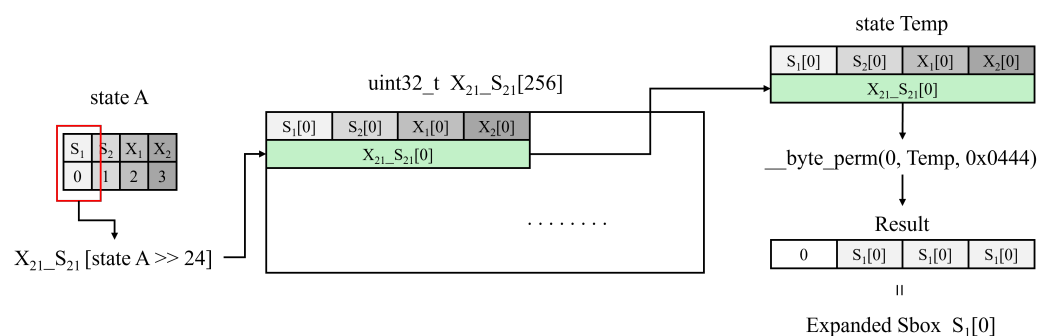 state A
S₁ S₂ X₁ X₂
0 1 2 3
X₂₁_S₂₁ [state A >> 24]
uint32_t X₂₁_S₂₁[256]
S₁[0] S₂[0] X₁[0] X₂[0]
X₂₁_S₂₁[0]
. . . . . . . .
state Temp
S₁[0] S₂[0] X₁[0] X₂[0]
X₂₁_S₂₁[0]
__byte_perm(0, Temp, 0x0444)
Result
0 S₁[0] S₁[0] S₁[0]
=
Expanded Sbox S₁[0]